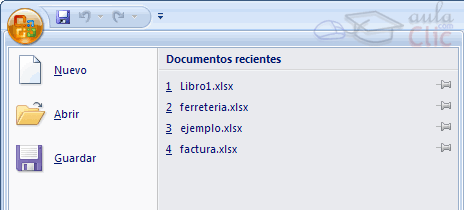 aula
.com
Clic
Documentos recientes
Nuevo
Abrir
Guardar
1 Libro1.xlsx
2 ferreteria.xlsx
3 ejemplo.xlsx
4 factura.xlsx